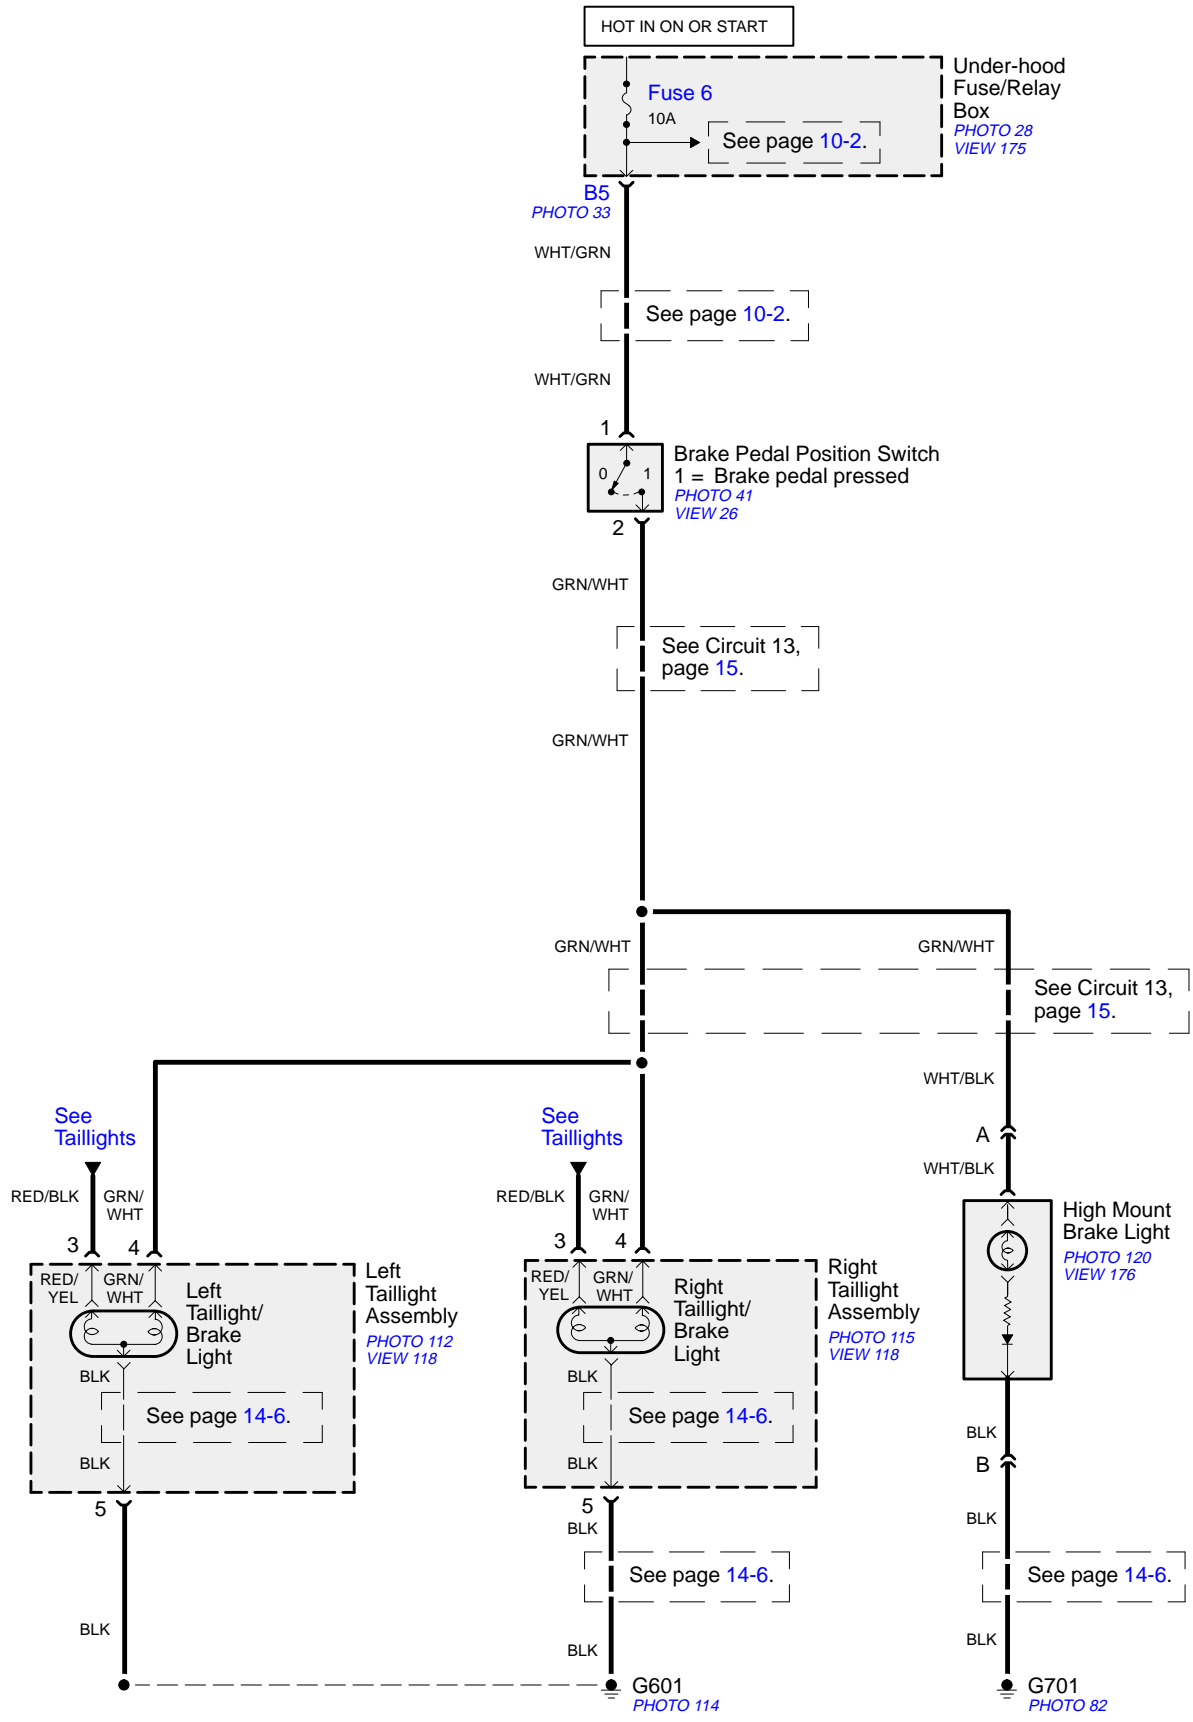 HOT IN ON OR START
Under-hood
Fuse/Relay
Box
PHOTO 28
VIEW 175
Fuse 6
10A
See page 10-2.
B5
PHOTO 33
WHT/GRN
See page 10-2.
WHT/GRN
1
Brake Pedal Position Switch
1 = Brake pedal pressed
PHOTO 41
VIEW 26
0 1
2
GRN/WHT
See Circuit 13,
page 15.
GRN/WHT
GRN/WHT
GRN/WHT
See Circuit 13,
page 15.
WHT/BLK
A
WHT/BLK
See
Taillights
See
Taillights
RED/BLK
GRN/
WHT
RED/BLK
GRN/
WHT
3
4
3
4
High Mount
Brake Light
PHOTO 120
VIEW 176
RED/
YEL
GRN/
WHT
Left
Taillight/
Brake
Light
Left
Taillight
Assembly
PHOTO 112
VIEW 118
RED/
YEL
GRN/
WHT
Right
Taillight/
Brake
Light
Right
Taillight
Assembly
PHOTO 115
VIEW 118
BLK
See page 14-6.
BLK
5
BLK
See page 14-6.
BLK
5
BLK
BLK
B
BLK
See page 14-6.
See page 14-6.
BLK
BLK
BLK
G601
PHOTO 114
G701
PHOTO 82